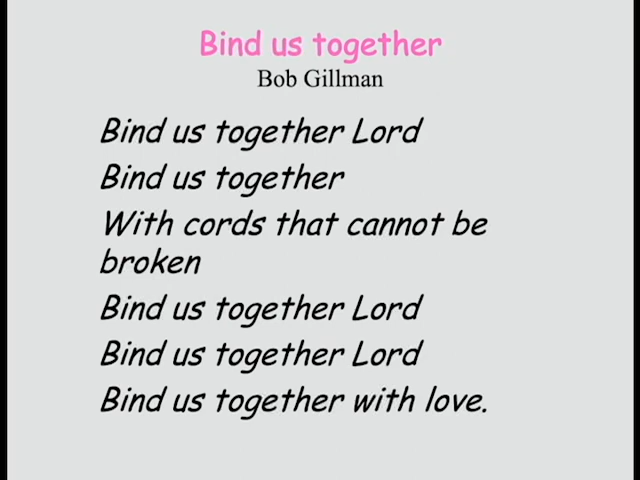 Bind us together
Bob Gillman
Bind us together Lord
Bind us together
With cords that cannot be
broken
Bind us together Lord
Bind us together Lord
Bind us together with love.